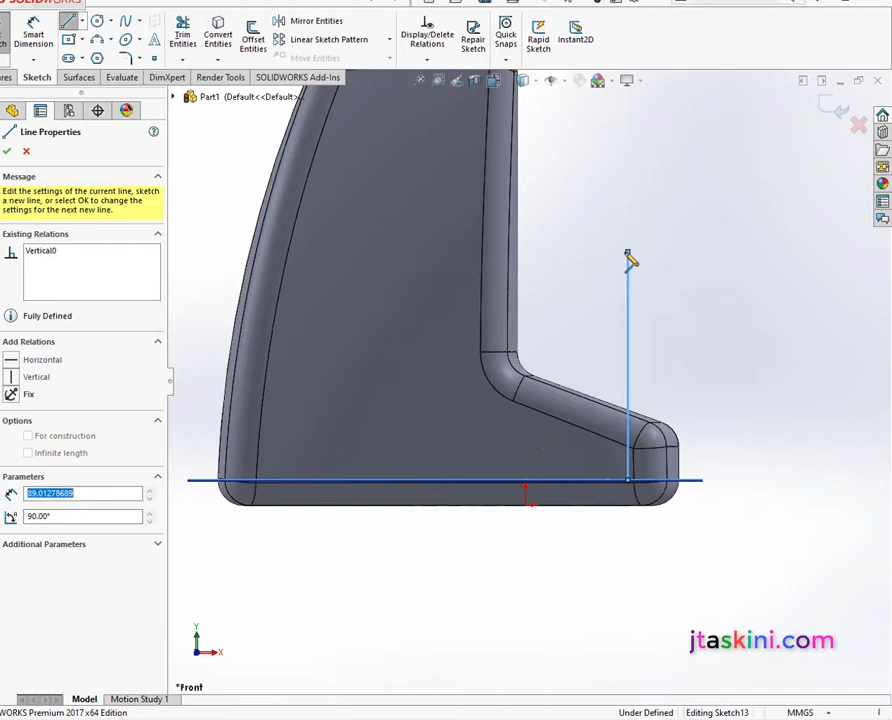 Smart Dimension
Trim Entities
Convert Entities
Offset Entities
Mirror Entities
Linear Sketch Pattern
Move Entities
Display/Delete Relations
Repair Sketch
Quick Snaps
Rapid Sketch
Instant2D
Sketch
Surfaces
Evaluate
DimXpert
Render Tools
SOLIDWORKS Add-Ins
Part1 (Default<<Default>...
Line Properties
Message
Edit the settings of the current line, sketch
a new line, or select OK to change the
settings for the next new line.
Existing Relations
Vertical0
Fully Defined
Add Relations
Horizontal
Vertical
Fix
Options
For construction
Infinite length
Parameters
89.01278689
90.00°
Additional Parameters
Y
X
jtaskini.com
*Front
Model
Motion Study 1
WORKS Premium 2017 x64 Edition
Under Defined
Editing Sketch13
MMGS